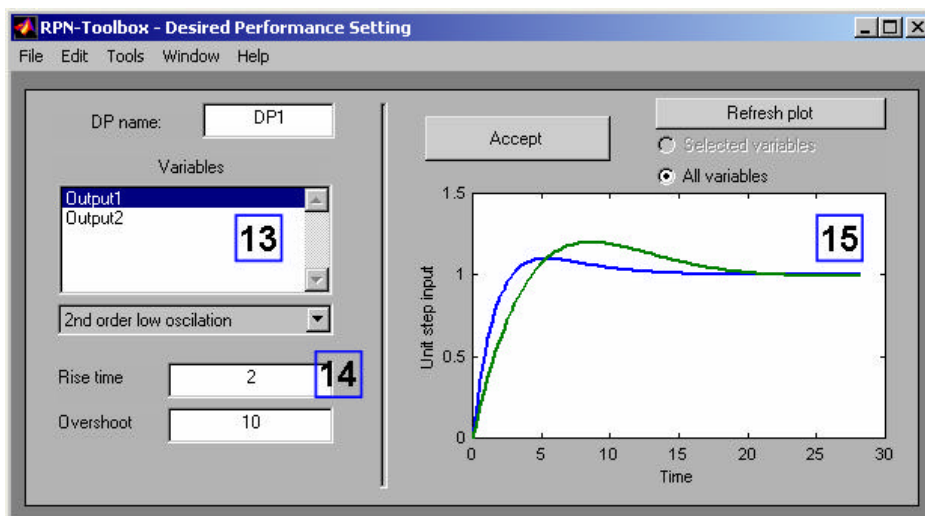 RPN-Toolbox - Desired Performance Setting
File Edit Tools Window Help
DP name: DP1
Variables
Output1
Output2
13
2nd order low oscilation
Rise time 2
14
Overshoot 10
Accept
Refresh plot
Selected variables
All variables
15
1.5
1
0.5
0
Unit step input
0 5 10 15 20 25 30
Time